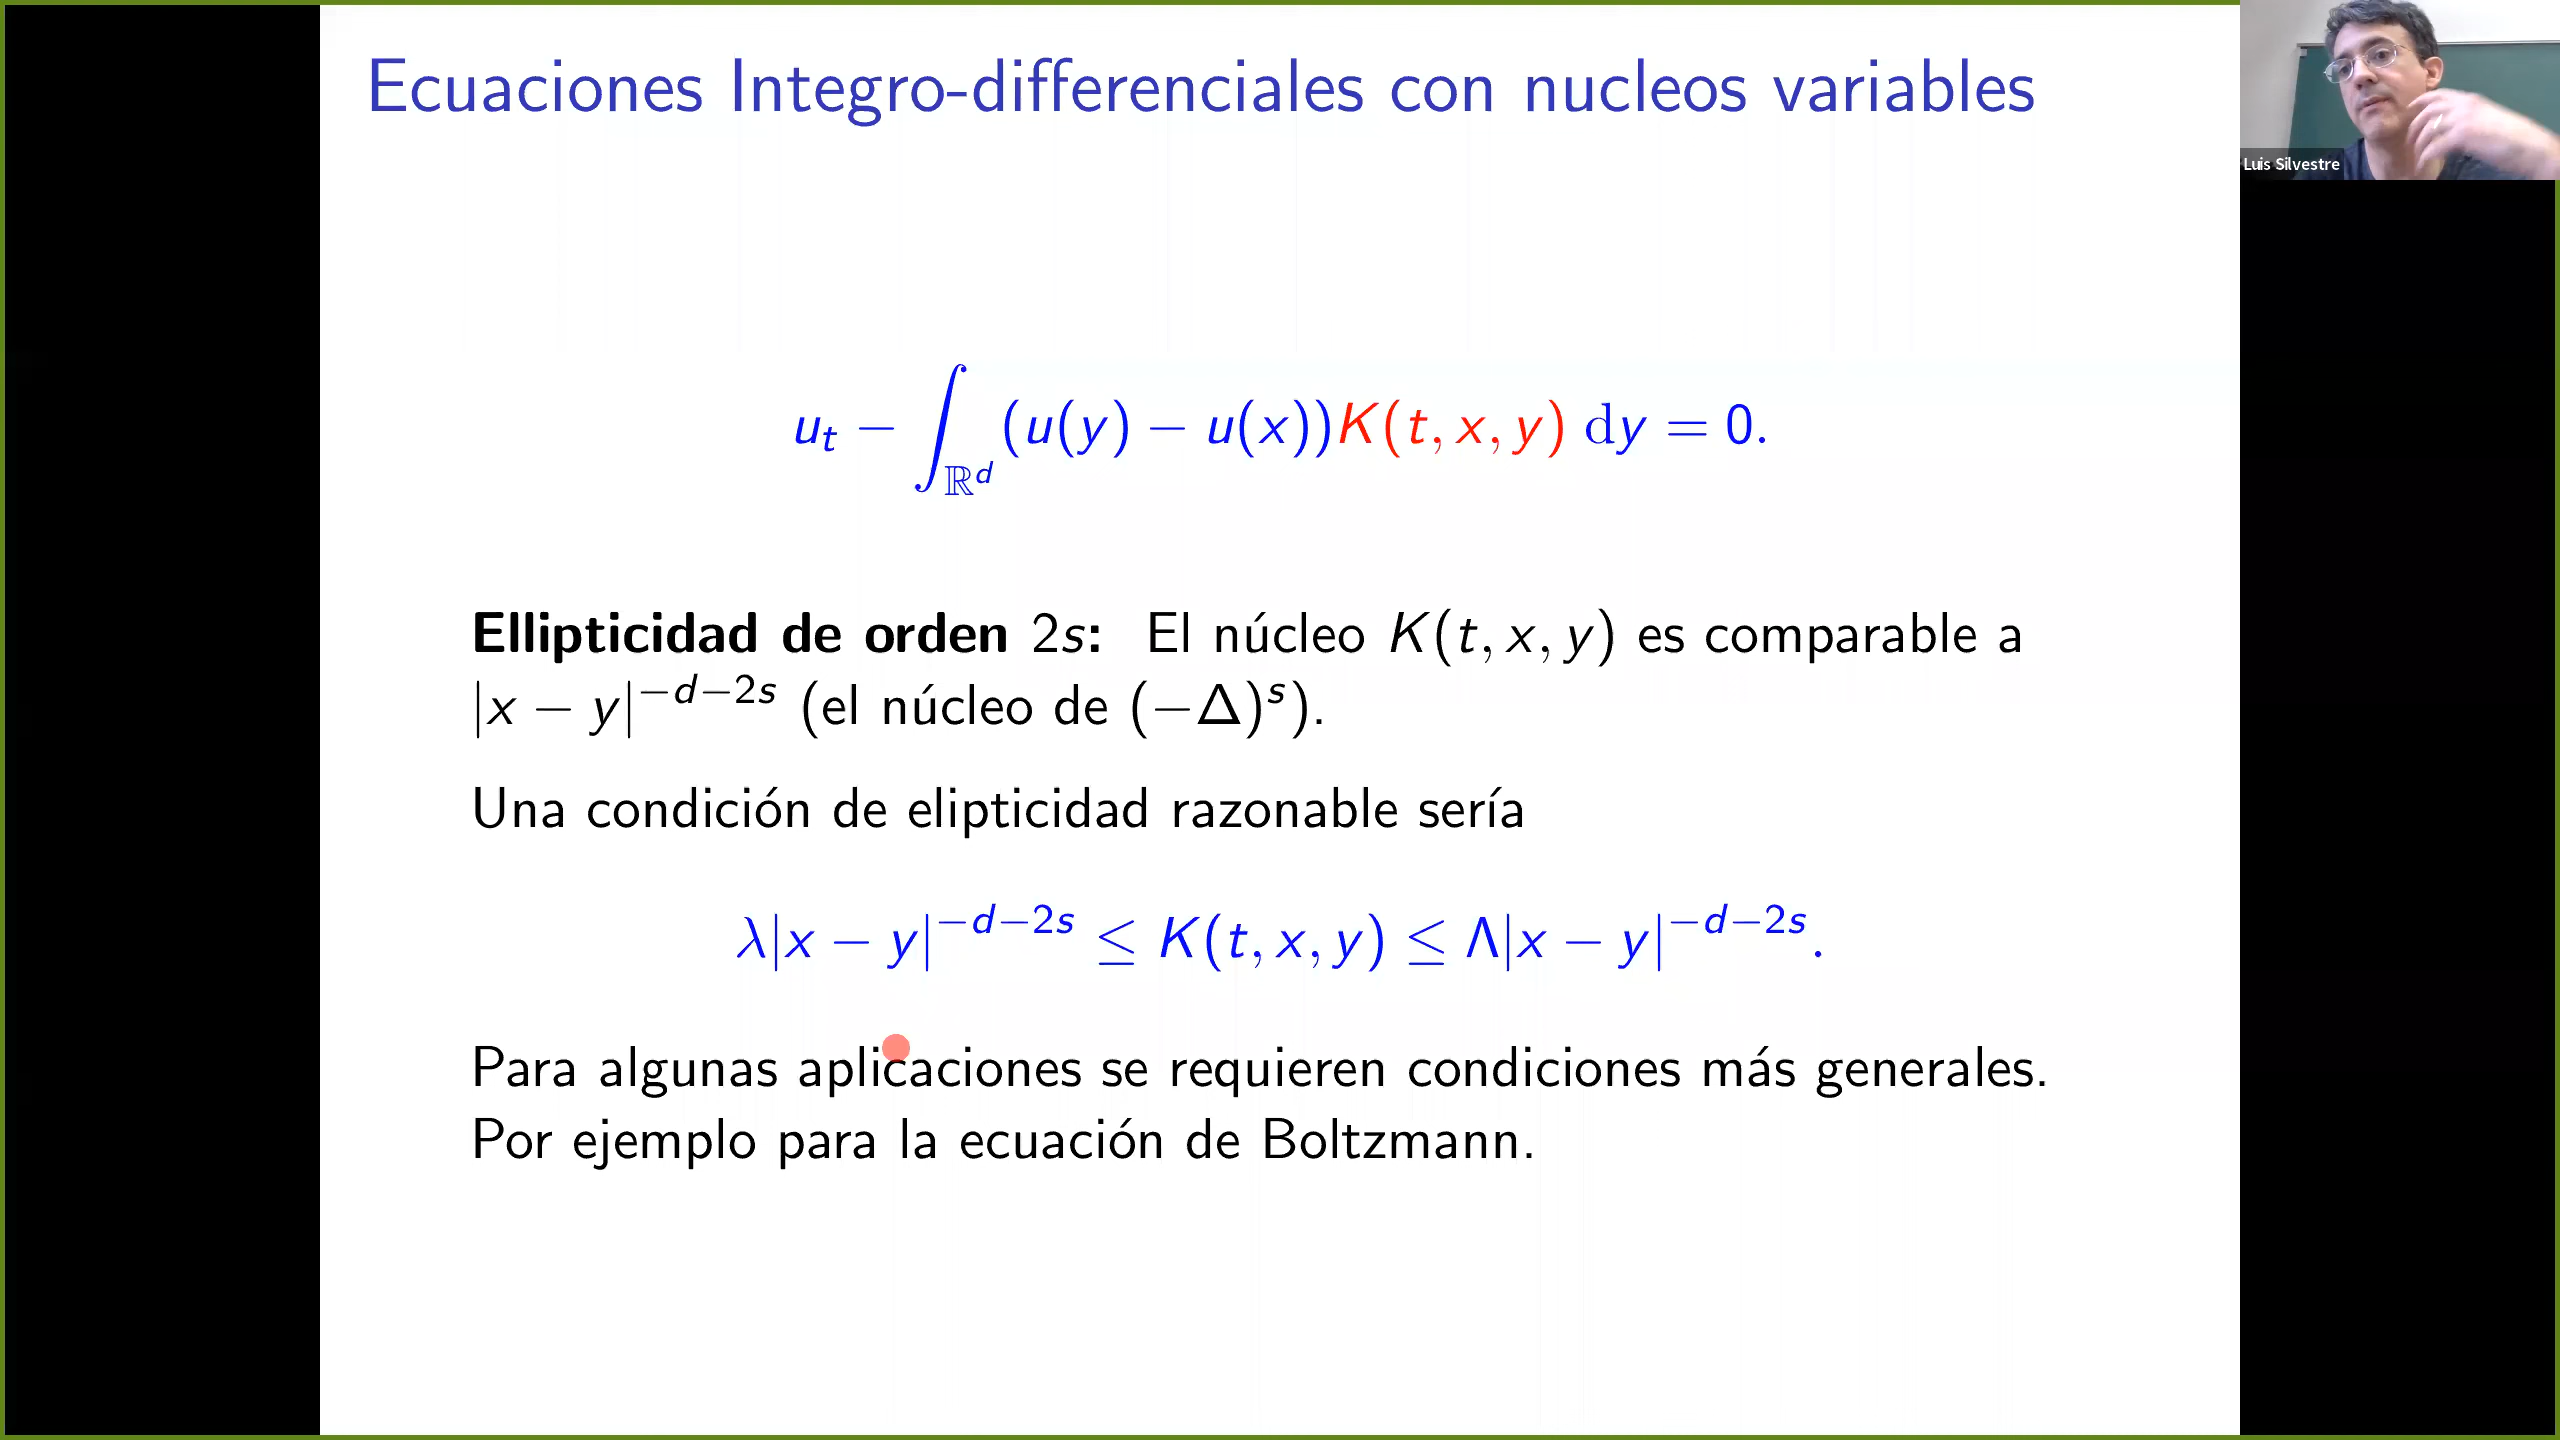 Ecuaciones Integro-differenciales con nucleos variables
Luis Silvestre
u_t − ∫_{ℝ^d} (u(y) − u(x))K(t, x, y) dy = 0.
Ellipticidad de orden 2s: El núcleo K(t, x, y) es comparable a
|x − y|^{−d−2s} (el núcleo de (−Δ)^s).
Una condición de elipticidad razonable sería
λ|x − y|^{−d−2s} ≤ K(t, x, y) ≤ Λ|x − y|^{−d−2s}.
Para algunas aplicaciones se requieren condiciones más generales.
Por ejemplo para la ecuación de Boltzmann.